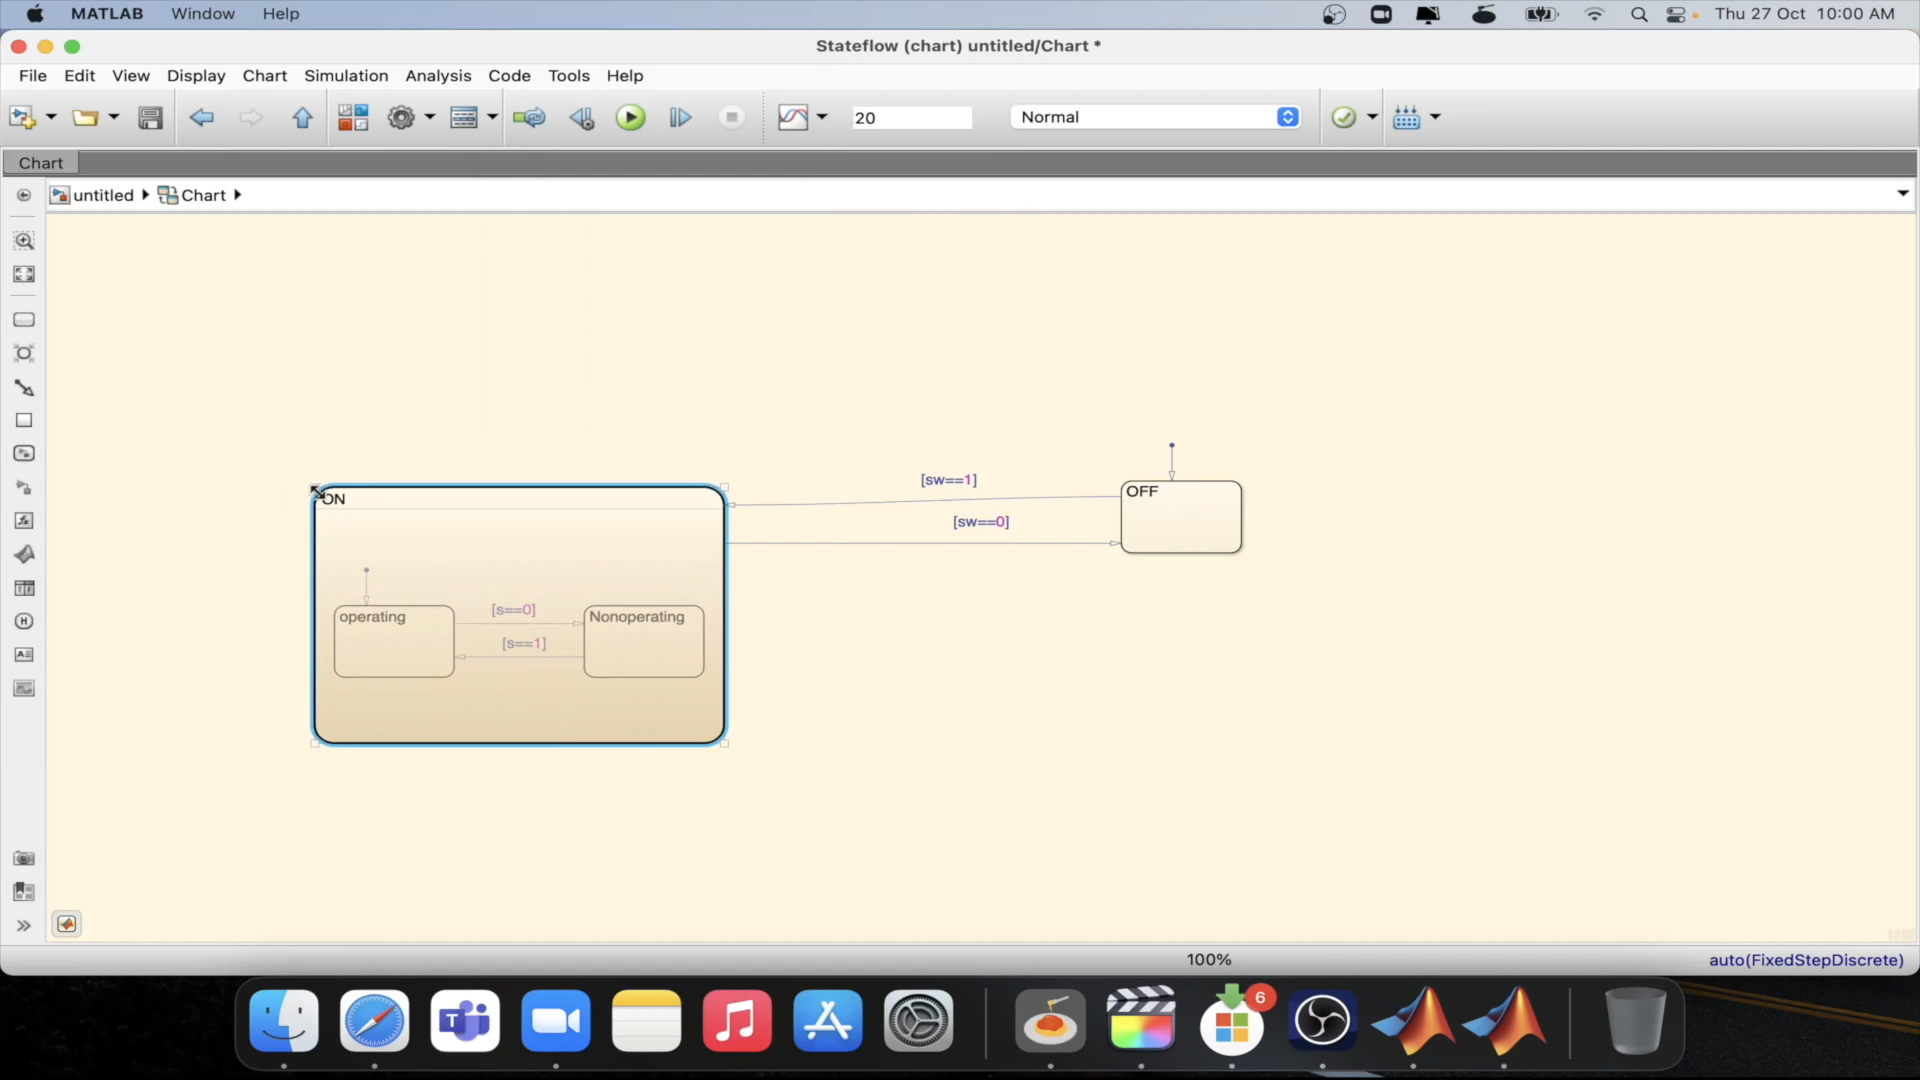 MATLAB Window Help
Thu 27 Oct 10:00 AM
Stateflow (chart) untitled/Chart *
File Edit View Display Chart Simulation Analysis Code Tools Help
20
Normal
Chart
untitled Chart
[sw==1]
OFF
ON
[sw==0]
operating
[s==0]
Nonoperating
[s==1]
100%
auto(FixedStepDiscrete)
6